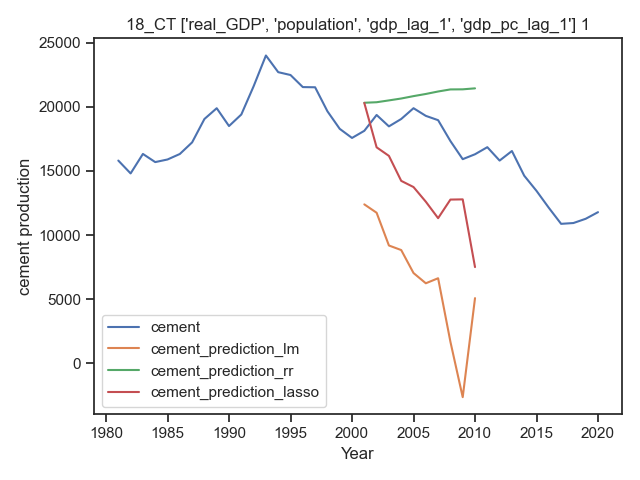 18_CT ['real_GDP', 'population', 'gdp_lag_1', 'gdp_pc_lag_1'] 1
25000
20000
15000
10000
5000
0
cement production
cement
cement_prediction_lm
cement_prediction_rr
cement_prediction_lasso
1980 1985 1990 1995 2000 2005 2010 2015 2020
Year